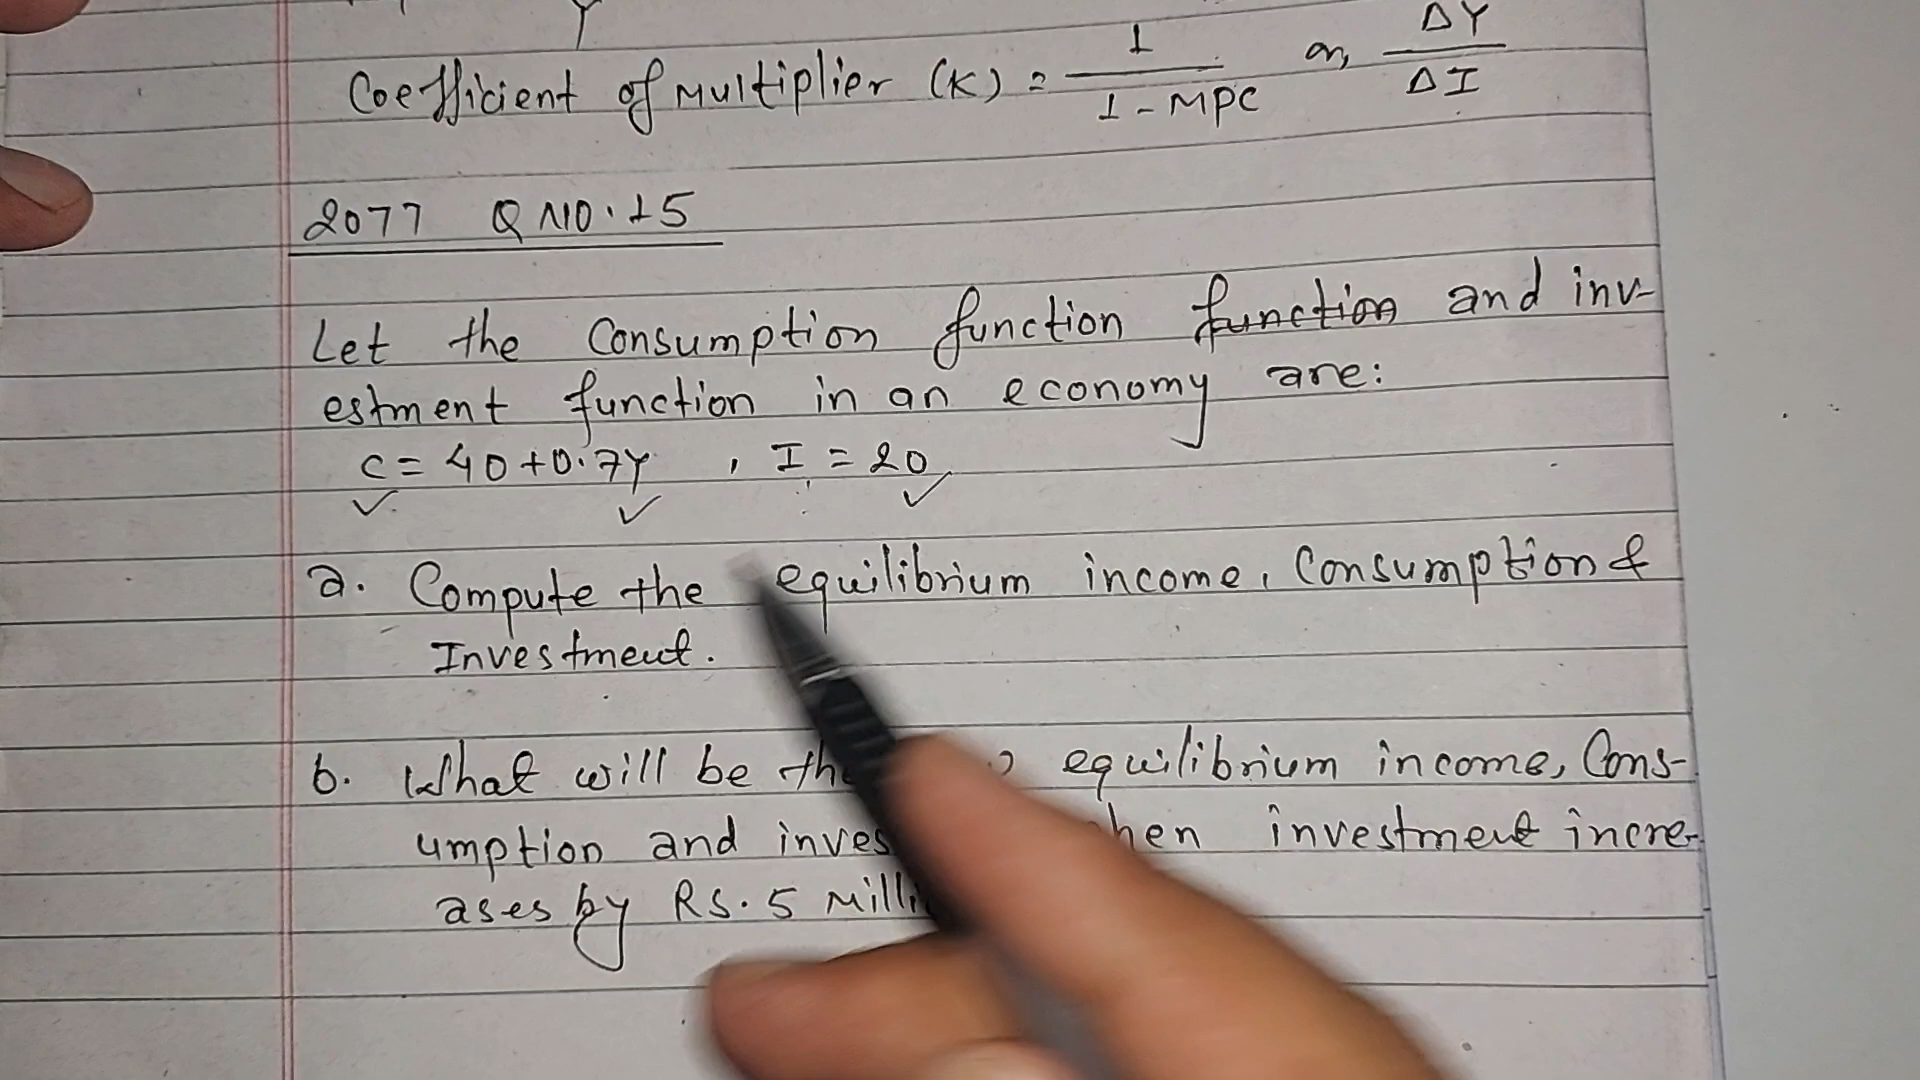 Coefficient of Multiplier (K) = 1 / 1 - MPC or, ΔY / ΔI
2077 Q NO. 15
Let the Consumption function function and inv-
estment function in an economy are:
C = 40+0.7Y , I = 20
a. Compute the equilibrium income, Consumption &
Investment.
b. What will be the equilibrium income, Cons-
umption and when investment incre-
ases by RS. 5 Milli